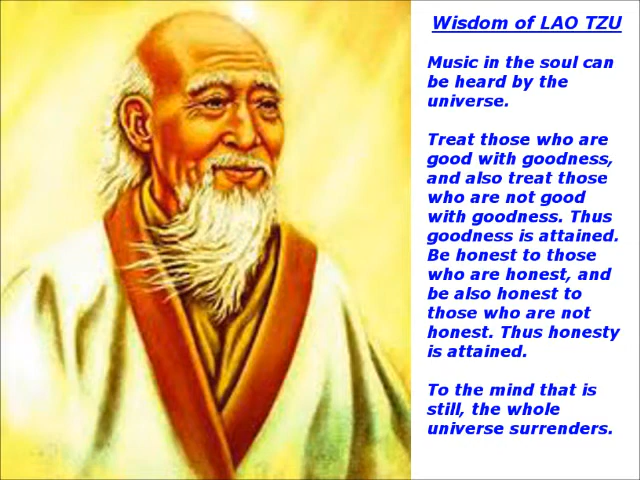 Wisdom of LAO TZU
Music in the soul can
be heard by the
universe.
Treat those who are
good with goodness,
and also treat those
who are not good
with goodness. Thus
goodness is attained.
Be honest to those
who are honest, and
be also honest to
those who are not
honest. Thus honesty
is attained.
To the mind that is
still, the whole
universe surrenders.